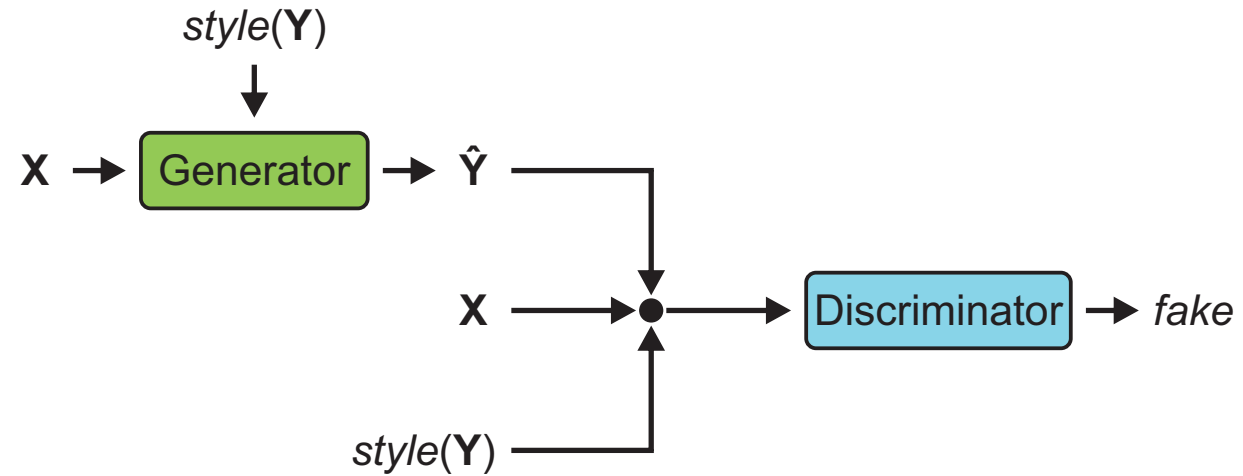 style(Y)
X Generator Ŷ
X Discriminator fake
style(Y)